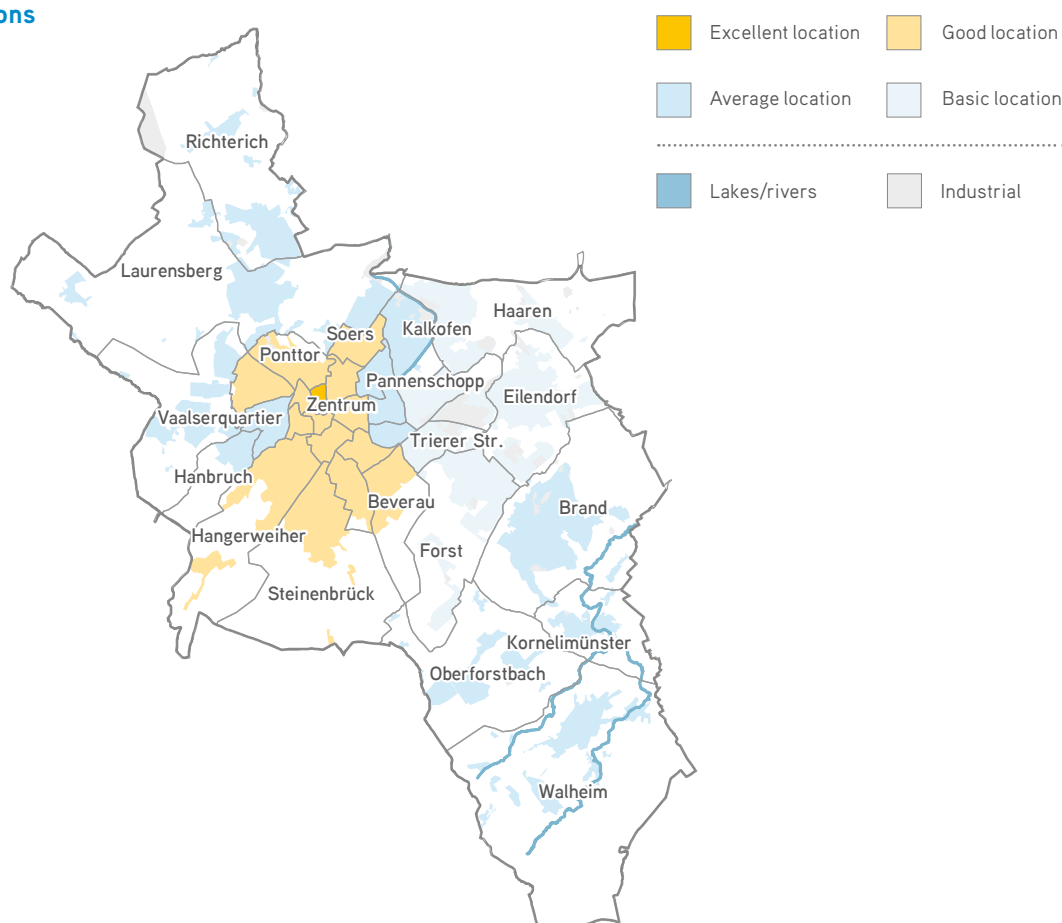 ons
Excellent location
Good location
Average location
Basic location
Lakes/rivers
Industrial
Richterich
Laurensberg
Haaren
Soers
Kalkofen
Ponttor
Pannenschopp
Eilendorf
Zentrum
Vaalserquartier
Trierer Str.
Hanbruch
Beverau
Brand
Hangerweiher
Forst
Steinenbrück
Kornelimünster
Oberforstbach
Walheim